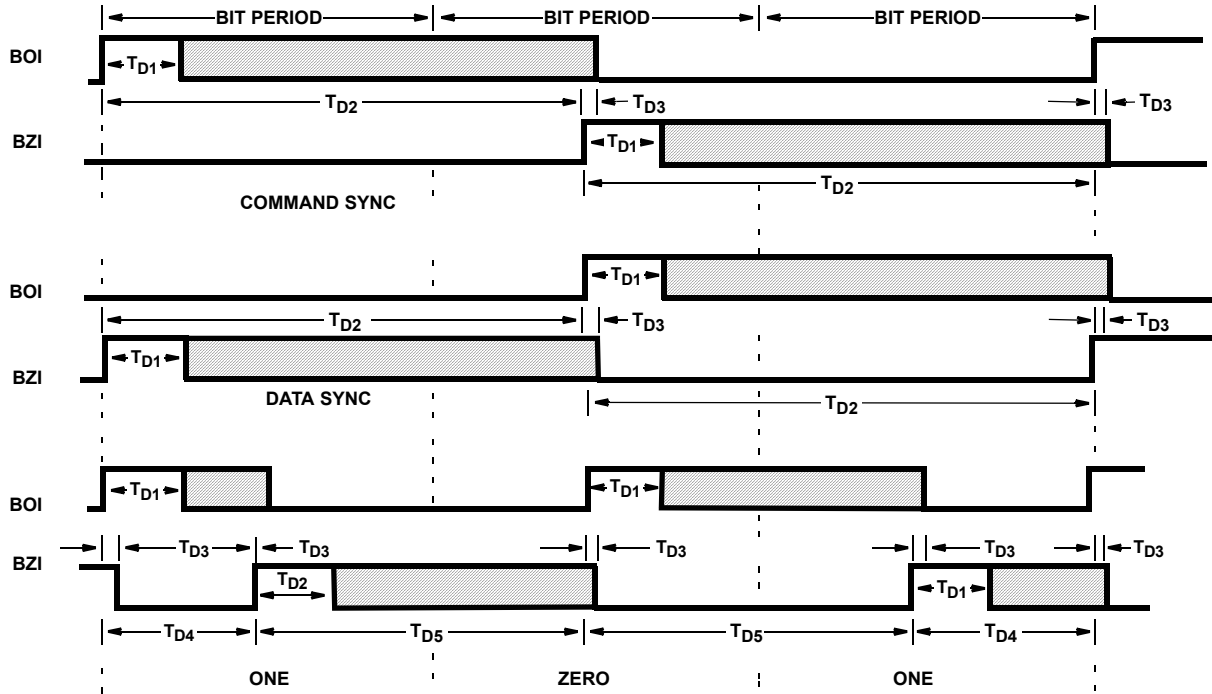 BIT PERIOD BIT PERIOD BIT PERIOD
BOI
TD1
TD2 TD3 TD3
BZI
TD1
TD2
COMMAND SYNC
TD1
BOI
TD2 TD3 TD3
TD1
BZI
DATA SYNC
TD2
TD1 TD1
BOI
BZI TD3 TD3 TD3 TD3 TD3
TD2 TD1
TD4 TD5 TD5 TD4
ONE ZERO ONE